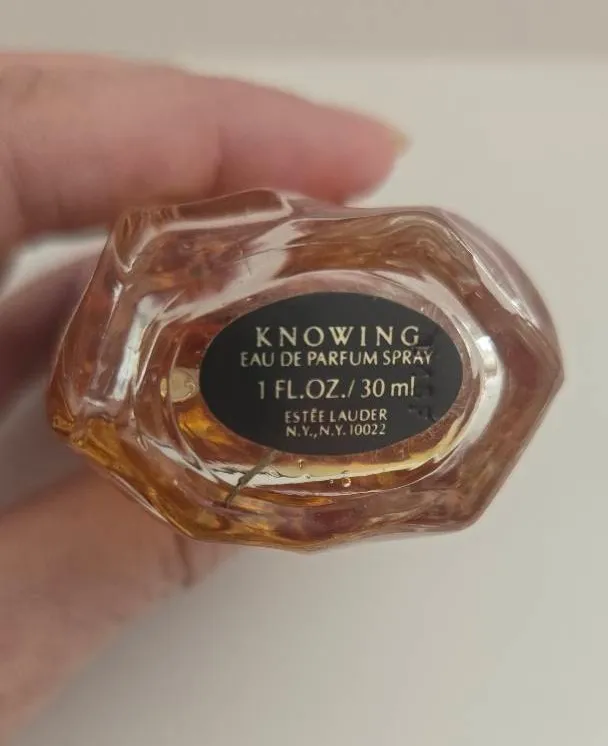 KNOWING
EAU DE PARFUM SPRAY
1 FL.OZ./ 30 ml
ESTĒE LAUDER
N.Y., N.Y. 10022